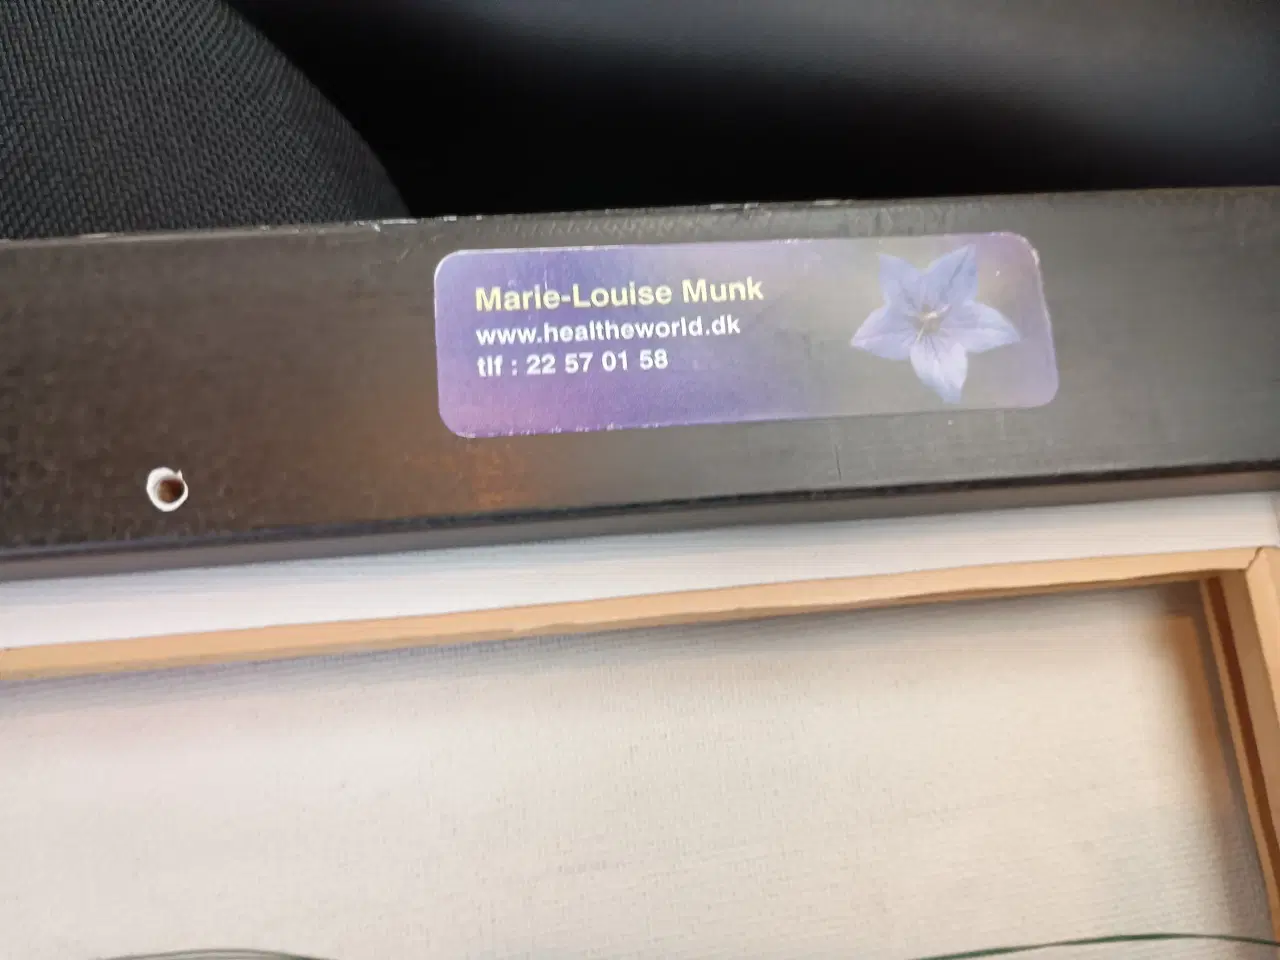 Marie-Louise Munk
www.healtheworld.dk
tlf : 22 57 01 58